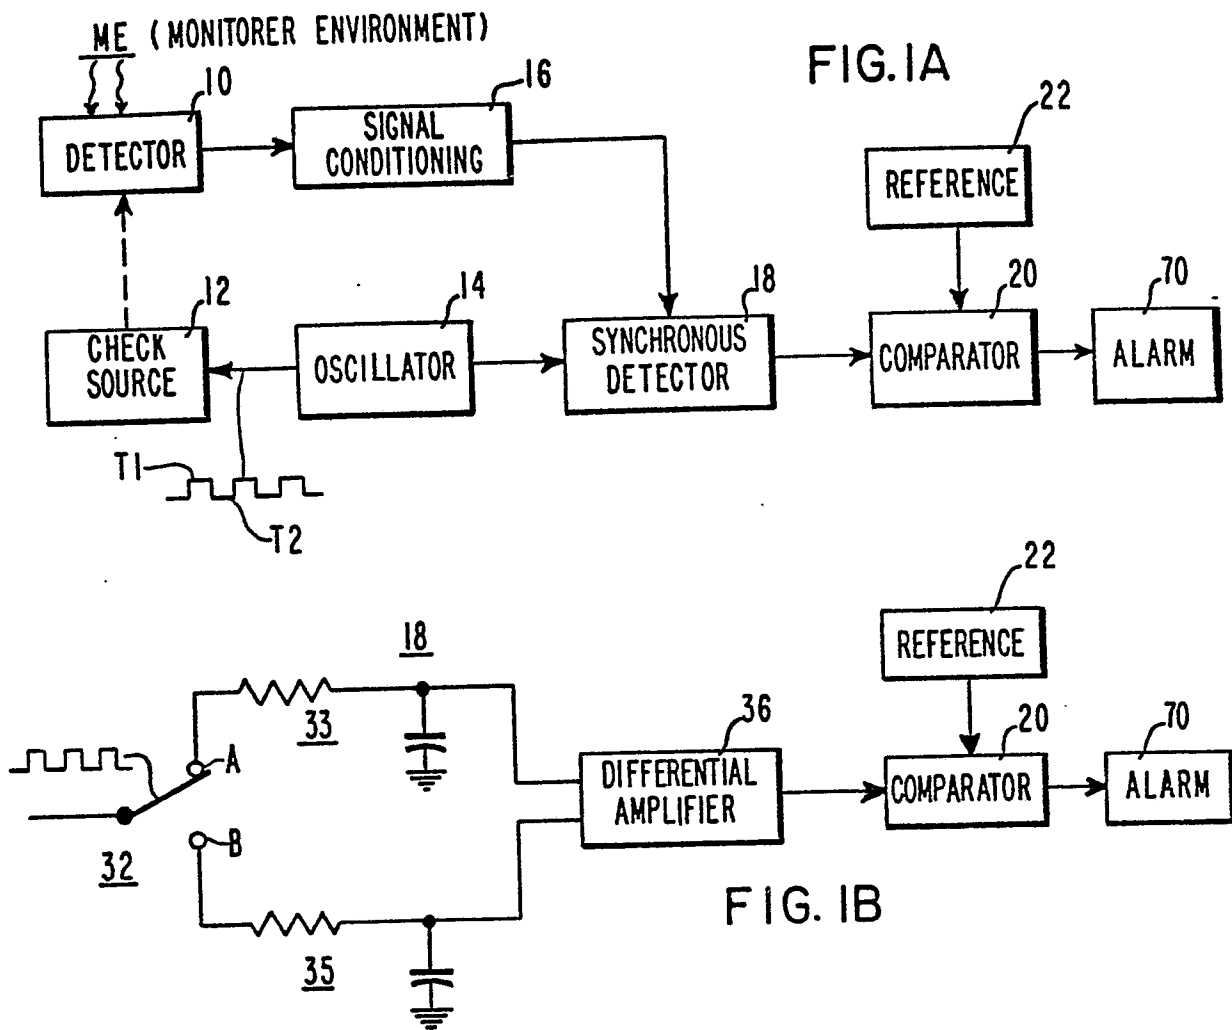 ME (MONITORER ENVIRONMENT)
FIG. 1A
10
16
22
DETECTOR
SIGNAL
CONDITIONING
REFERENCE
12
14
18
20
70
CHECK
SOURCE
OSCILLATOR
SYNCHRONOUS
DETECTOR
COMPARATOR
ALARM
T1
T2
22
18
REFERENCE
33
36
20
70
A
DIFFERENTIAL
AMPLIFIER
COMPARATOR
ALARM
B
32
FIG. 1B
35